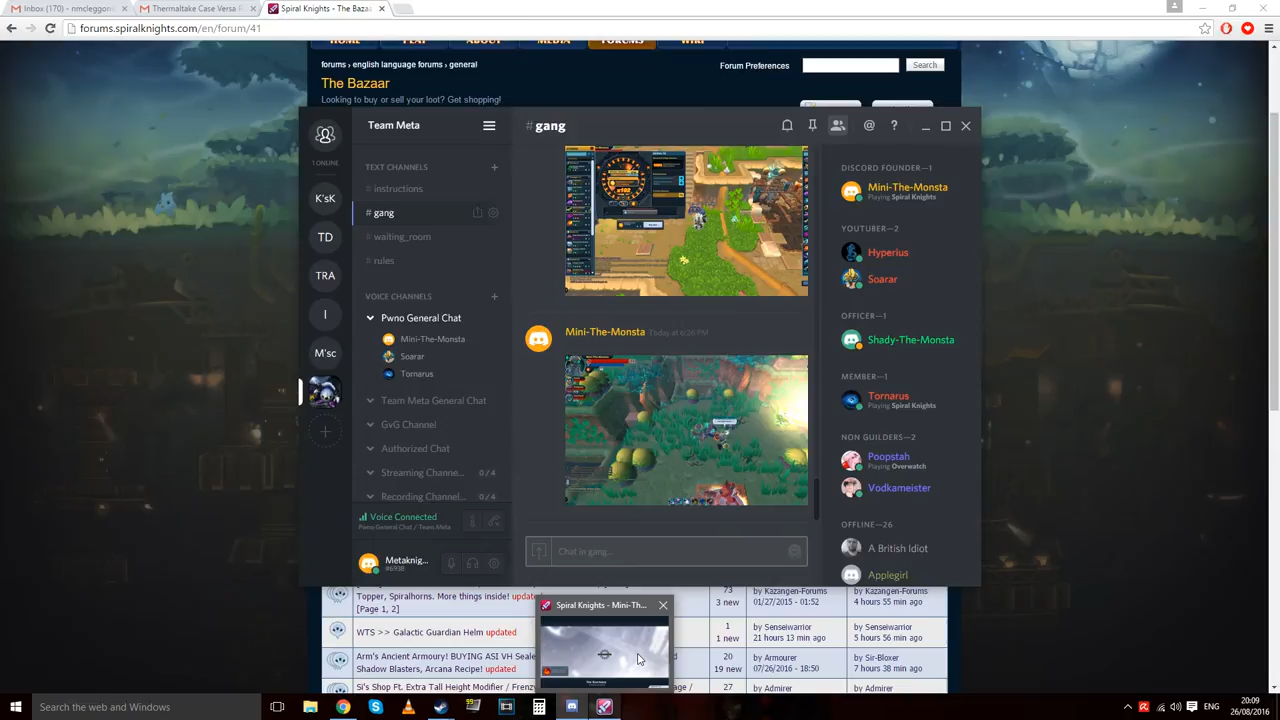 Inbox (170) - nmcleggon
Thermaltake Case Versa R
Spiral Knights - The Baza
forums.spiralknights.com/en/forum/41
HOME
PLAY
ABOUT
MEDIA
FORUMS
WIKI
forums › english language forums › general
Forum Preferences
Search
The Bazaar
Looking to buy or sell your loot? Get shopping!
1 ONLINE
K'sK
TD
TRA
I
M'sc
Team Meta
TEXT CHANNELS
# instructions
# gang
# waiting_room
# rules
VOICE CHANNELS
Pwno General Chat
Mini-The-Monsta
Soarar
Tornarus
Team Meta General Chat
GvG Channel
Authorized Chat
Streaming Channe... 0/4
Recording Channel... 0/4
Voice Connected
Pwno General Chat / Team Meta
Metaknig...
#6938
# gang
Mini-The-Monsta Today at 6:26 PM
Chat in gang...
DISCORD FOUNDER—1
Mini-The-Monsta
Playing Spiral Knights
YOUTUBER—2
Hyperius
Soarar
OFFICER—1
Shady-The-Monsta
MEMBER—1
Tornarus
Playing Spiral Knights
NON GUILDERS—2
Poopstah
Playing Overwatch
Vodkameister
OFFLINE—26
A British Idiot
Applegirl
Topper, Spiralhorns. More things inside! updat
[Page 1, 2]
73
3 new
by Kazangen-Forums
01/27/2015 - 01:52
by Kazangen-Forums
4 hours 55 min ago
WTS >> Galactic Guardian Helm updated
1
1 new
by Senseiwarrior
21 hours 13 min ago
by Senseiwarrior
5 hours 56 min ago
Arm's Ancient Armoury! BUYING ASI VH
Shadow Blasters, Arcana Recipe! updated
20
19 new
by Armourer
07/26/2016 - 18:50
by Sir-Bloxer
7 hours 38 min ago
Si's Shop Ft. Extra Tall Height Modifier / Frenz
27
by Admirer
by Admirer
Spiral Knights - Mini-Th...
Search the web and Windows
ENG
20:09
26/08/2016